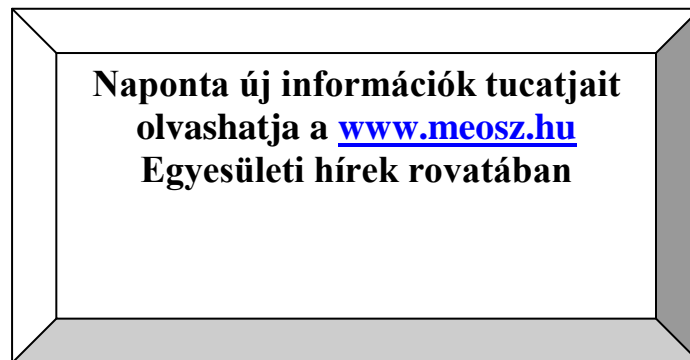 Naponta új információk tucatjait
olvashatja a www.meosz.hu
Egyesületi hírek rovatában